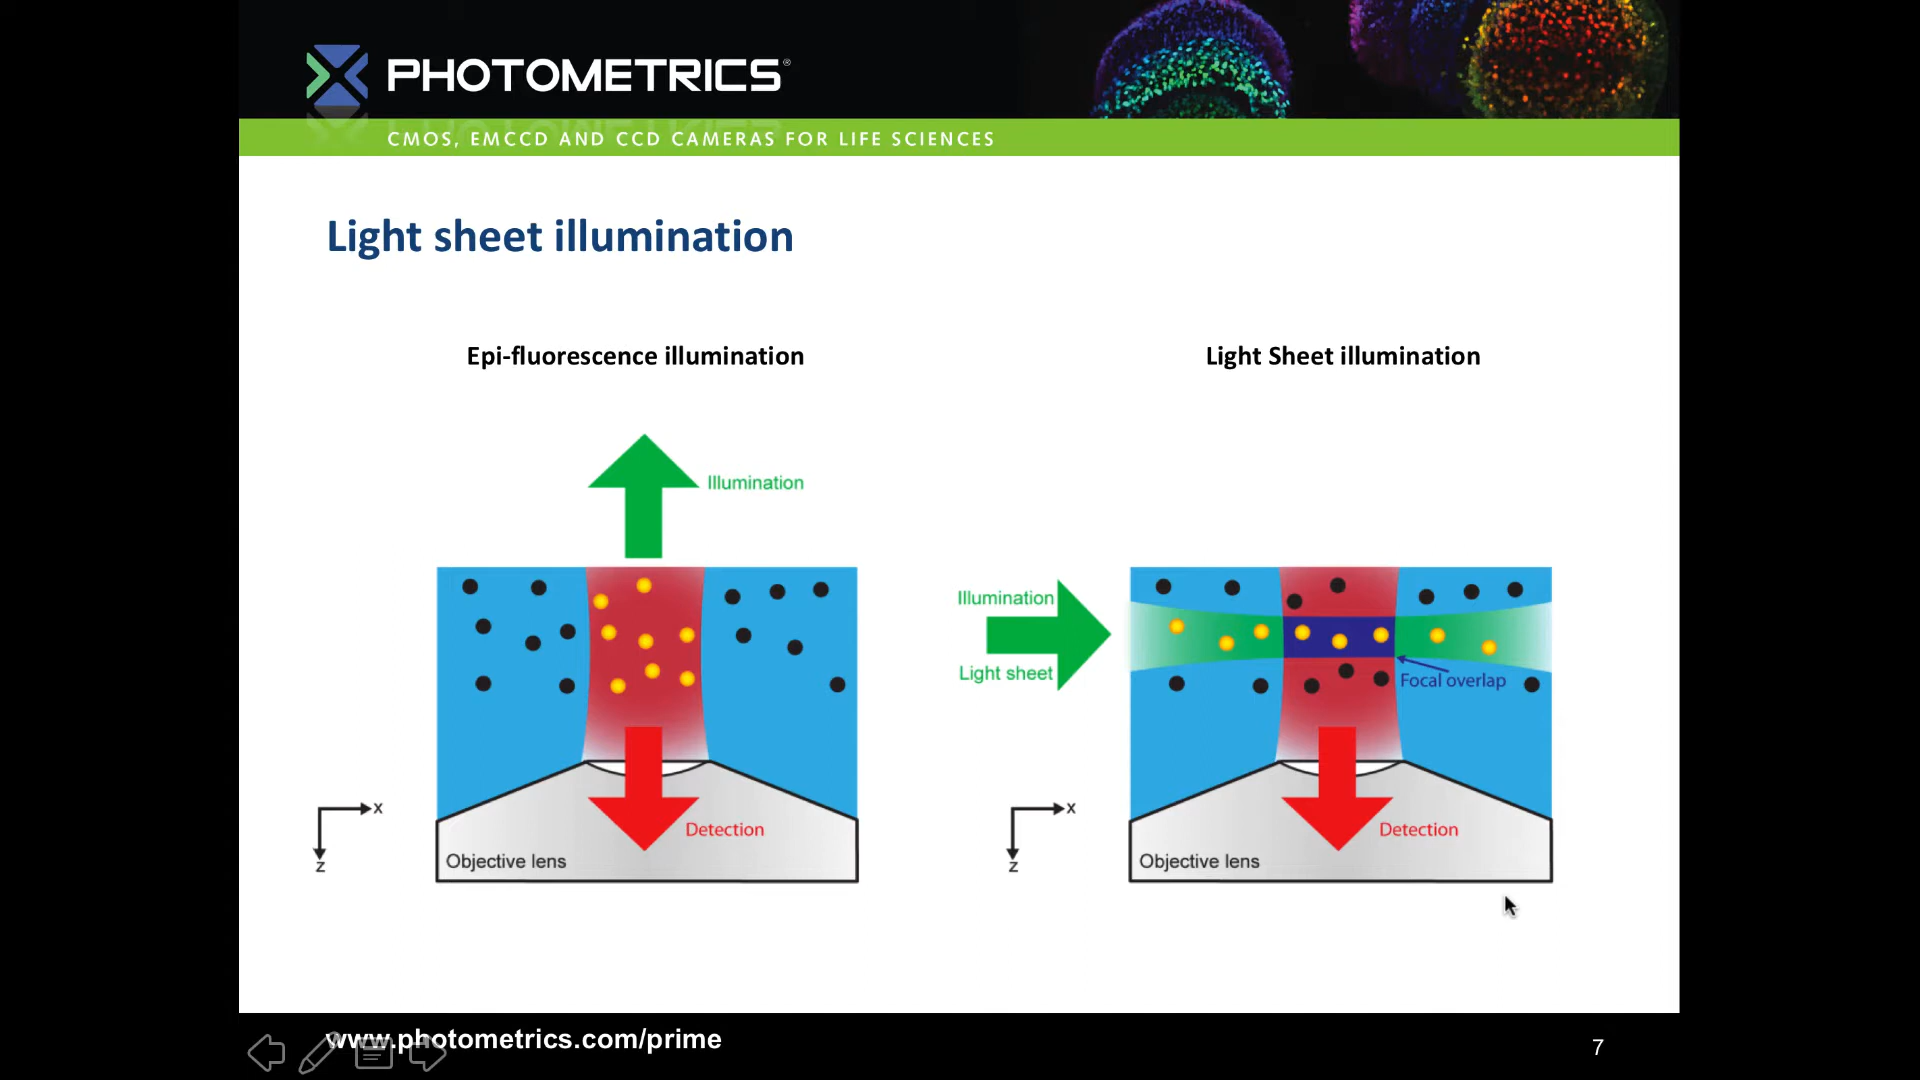 PHOTOMETRICS®
CMOS, EMCCD AND CCD CAMERAS FOR LIFE SCIENCES
Light sheet illumination
Epi-fluorescence illumination
Illumination
x
z
Detection
Objective lens
Light Sheet illumination
Illumination
Light sheet
Focal overlap
x
z
Detection
Objective lens
www.photometrics.com/prime
7